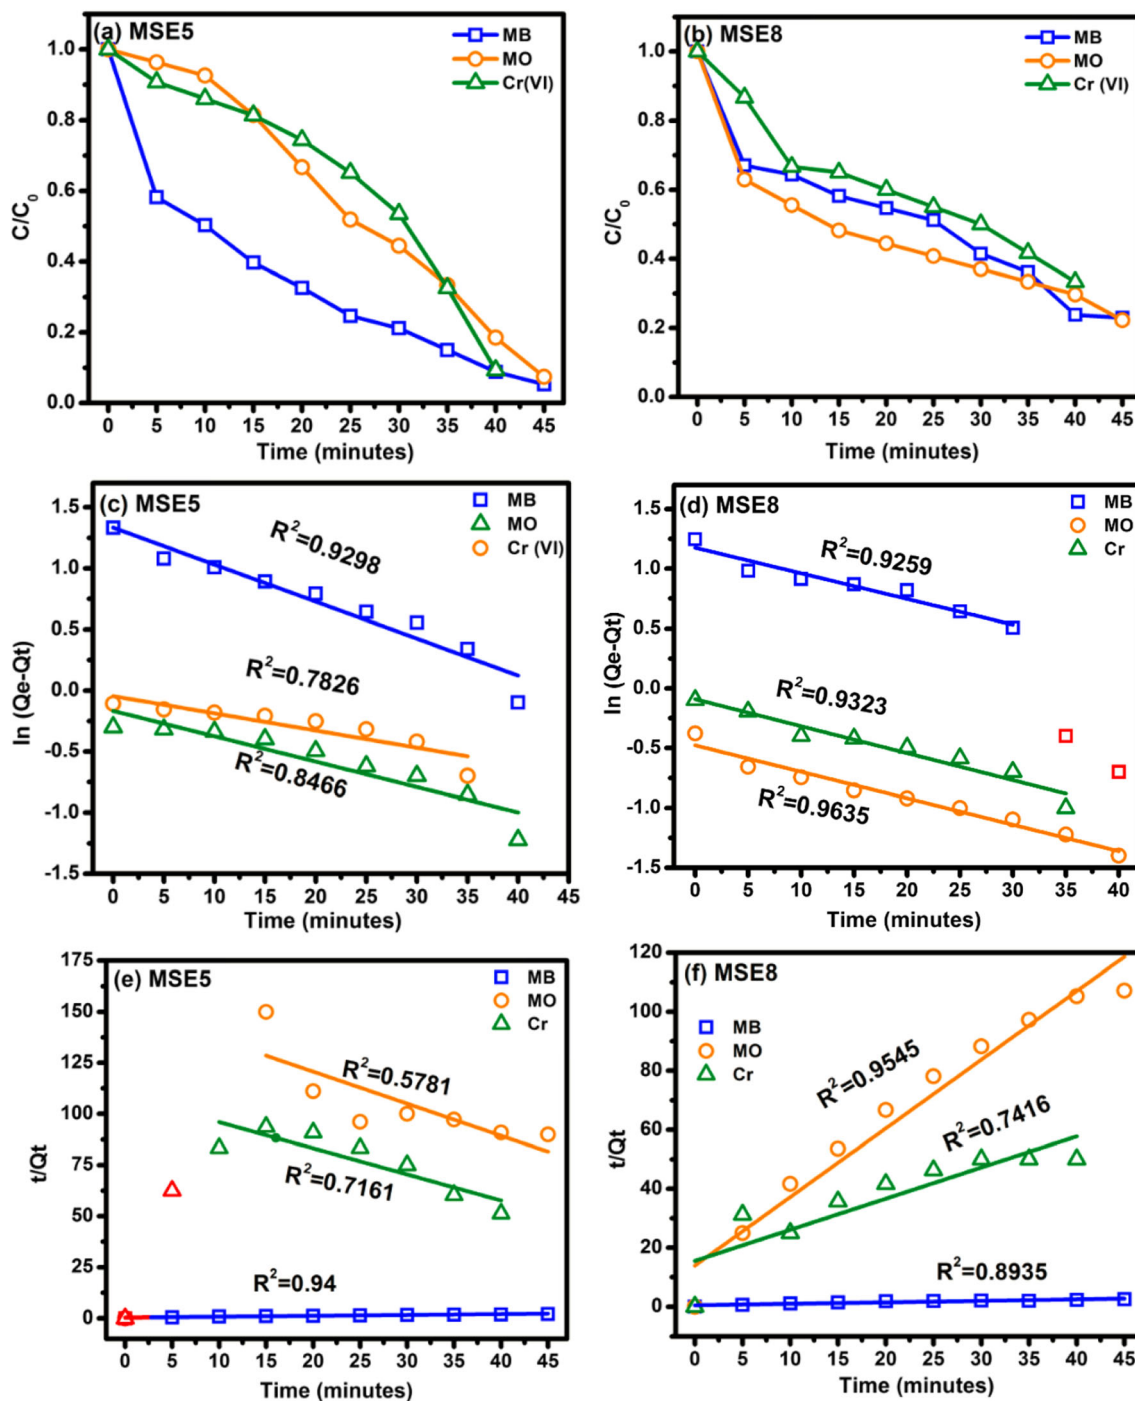 (a) MSE5
MB
MO
Cr(VI)
1.0
0.8
0.6
0.4
0.2
0.0
C/C0
0 5 10 15 20 25 30 35 40 45
Time (minutes)
(b) MSE8
MB
MO
Cr (VI)
1.0
0.8
0.6
0.4
0.2
0.0
C/C0
0 5 10 15 20 25 30 35 40 45
Time (minutes)
(c) MSE5
MB
MO
Cr (VI)
R2=0.9298
R2=0.7826
R2=0.8466
1.5
1.0
0.5
0.0
-0.5
-1.0
-1.5
ln (Qe-Qt)
0 5 10 15 20 25 30 35 40 45
Time (minutes)
(d) MSE8
MB
MO
Cr
R2=0.9259
R2=0.9323
R2=0.9635
1.5
1.0
0.5
0.0
-0.5
-1.0
-1.5
ln (Qe-Qt)
0 5 10 15 20 25 30 35 40
Time (minutes)
(e) MSE5
MB
MO
Cr
R2=0.5781
R2=0.7161
R2=0.94
175
150
125
100
75
50
25
0
t/Qt
0 5 10 15 20 25 30 35 40 45
Time (minutes)
(f) MSE8
MB
MO
Cr
R2=0.9545
R2=0.7416
R2=0.8935
120
100
80
60
40
20
0
t/Qt
0 5 10 15 20 25 30 35 40 45
Time (minutes)